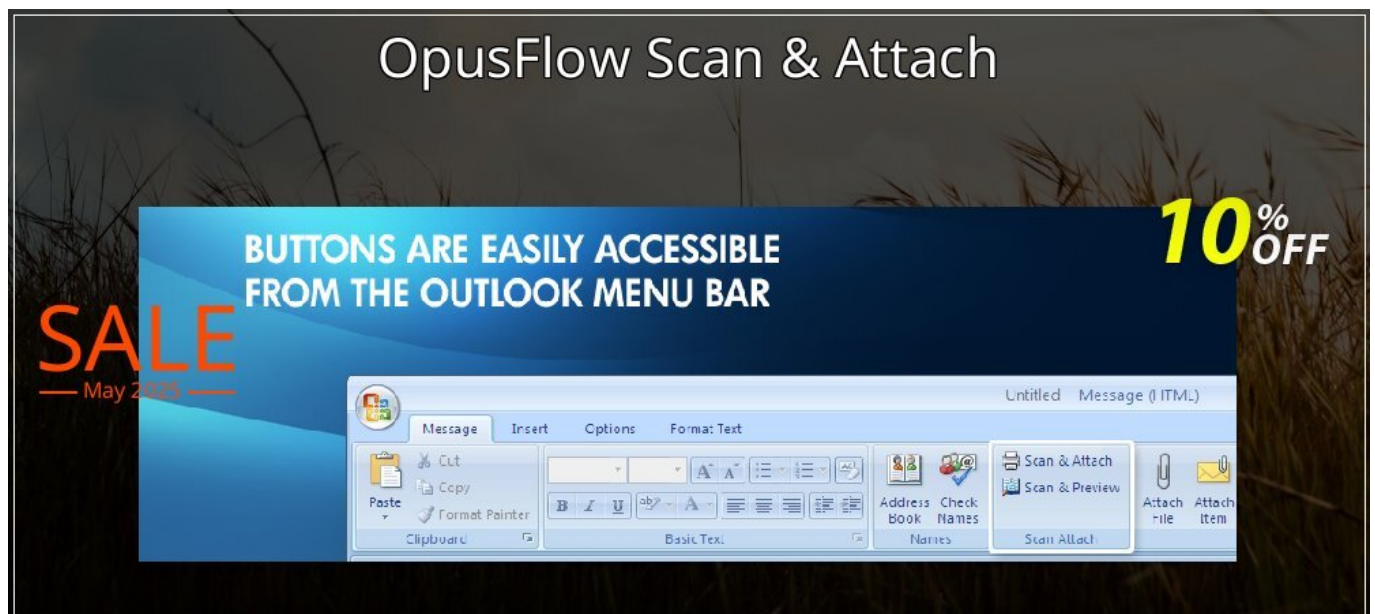 OpusFlow Scan & Attach
10% OFF
BUTTONS ARE EASILY ACCESSIBLE
FROM THE OUTLOOK MENU BAR
SALE
May 2025
Untitled Message (HTML)
Message Insert Options Format Text
Cut
Copy
Format Painter
Paste
Clipboard
A A
B I U ab A
Basic Text
Address Book
Check Names
Names
Scan & Attach
Scan & Preview
Scan Attach
Attach File
Attach Item